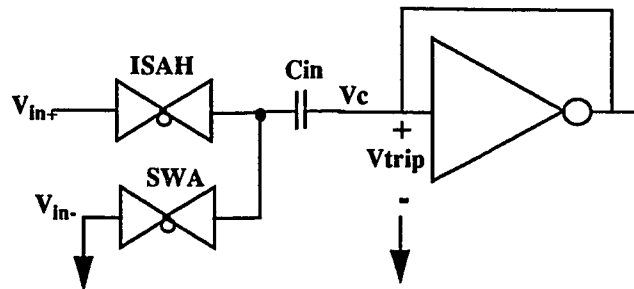 ISAH
Cin
Vin+
Vc
+
Vtrip
SWA
Vin-
-